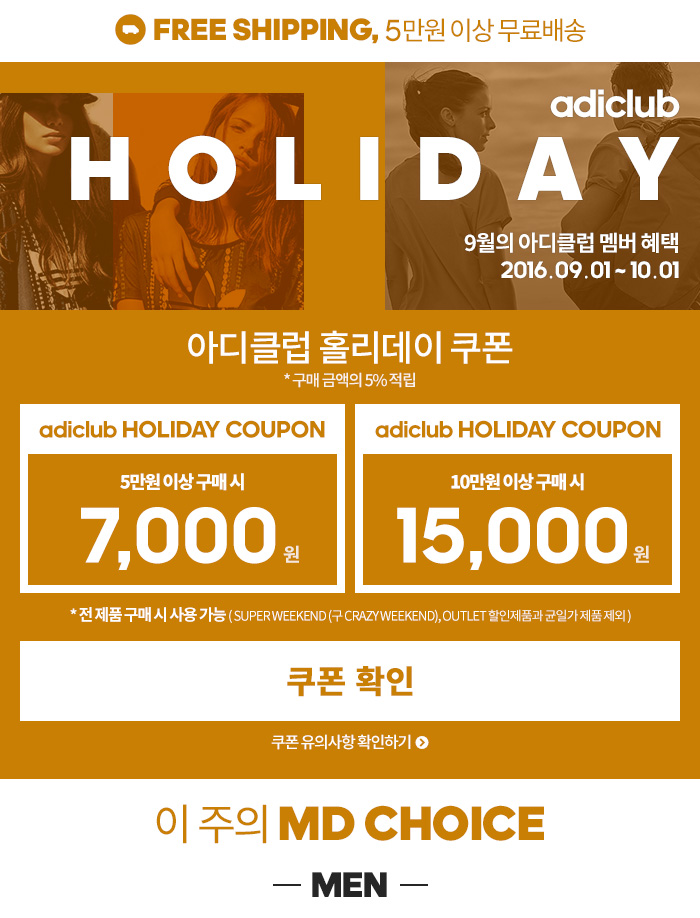 FREE SHIPPING, 5만원 이상 무료배송
adiclub
HOLIDAY
9월의 아디클럽 멤버 혜택
2016.09.01 ~ 10.01
아디클럽 홀리데이 쿠폰
* 구매 금액의 5% 적립
adiclub HOLIDAY COUPON
5만원 이상 구매 시
7,000 원
adiclub HOLIDAY COUPON
10만원 이상 구매 시
15,000 원
* 전 제품 구매 시 사용 가능 ( SUPER WEEKEND (구 CRAZY WEEKEND), OUTLET 할인제품과 균일가 제품 제외 )
쿠폰 확인
쿠폰 유의사항 확인하기
이 주의 MD CHOICE
MEN